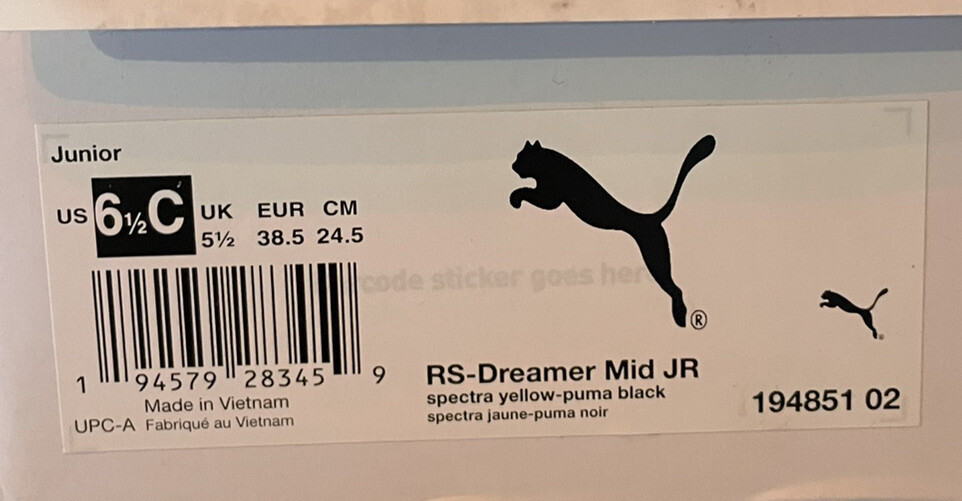 Junior
US 6½C UK EUR CM
5½ 38.5 24.5
code sticker goes her
®
1 94579 28345 9
Made in Vietnam
UPC-A Fabriqué au Vietnam
RS-Dreamer Mid JR
spectra yellow-puma black
spectra jaune-puma noir
194851 02